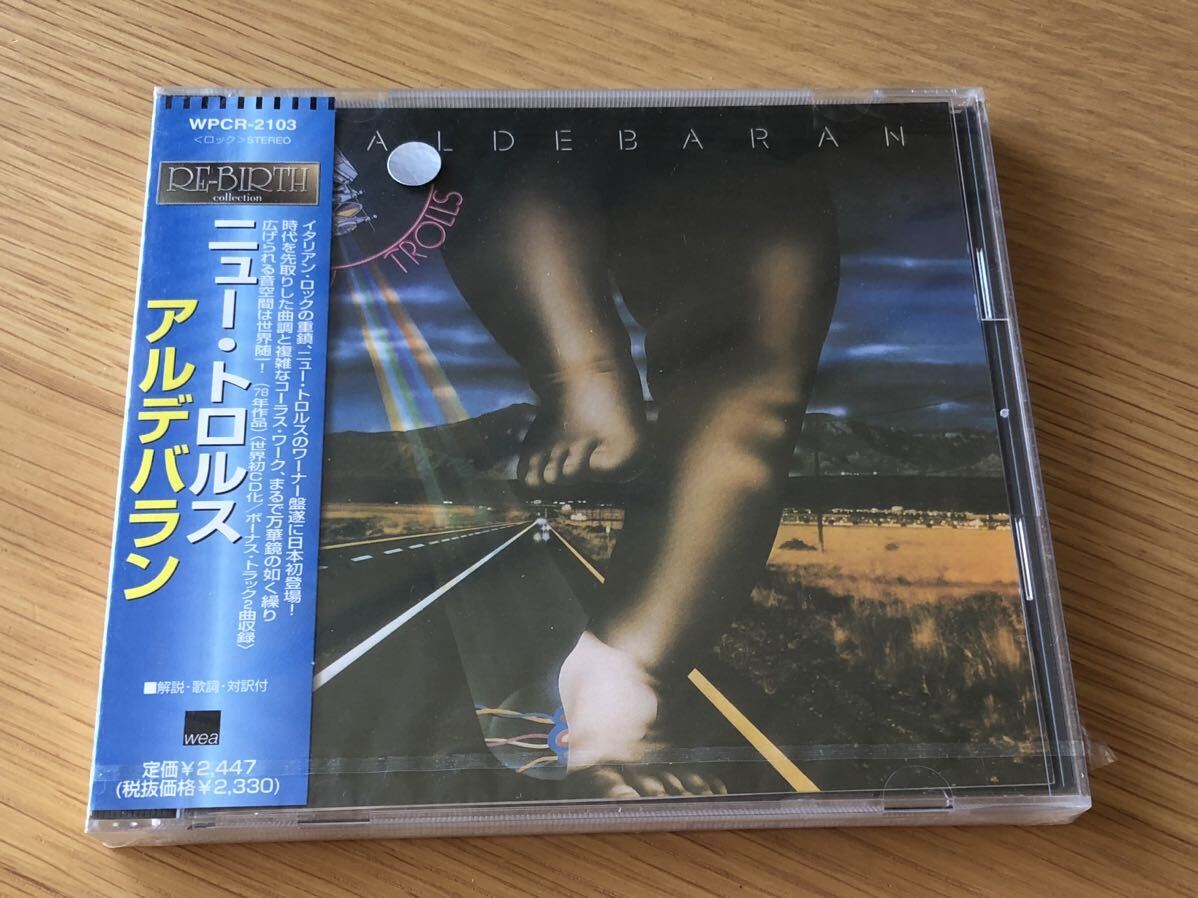 WPCR-2103
<ロック>STEREO
RE-BIRTH
collection
ニュー・トロルス
アルデバラン
イタリアン・ロックの重鎮、ニュー・トロルスのワーナー盤遂に日本初登場!
時代を先取りした曲調と複雑なコーラス・ワーク、まるで万華鏡の如く繰り
広げられる音空間は世界随一!(78年作品)〈世界初CD化/ボーナス・トラック2曲収録〉
■解説・歌詞・対訳付
wea
定価¥2,447
(税抜価格¥2,330)
ALDEBARAN
TROLLS